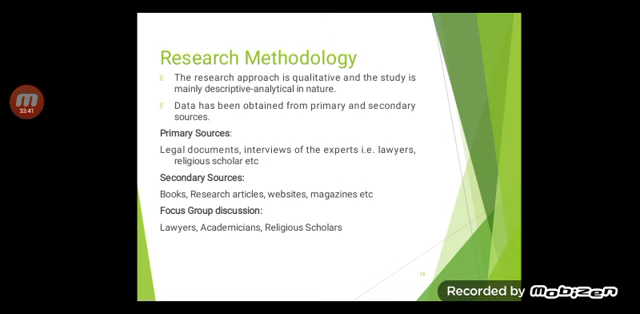 Research Methodology
The research approach is qualitative and the study is
mainly descriptive-analytical in nature.
Data has been obtained from primary and secondary
sources.
Primary Sources:
Legal documents, interviews of the experts i.e. lawyers,
religious scholar etc
Secondary Sources:
Books, Research articles, websites, magazines etc
Focus Group discussion:
Lawyers, Academicians, Religious Scholars
33:41
Recorded by mobizen